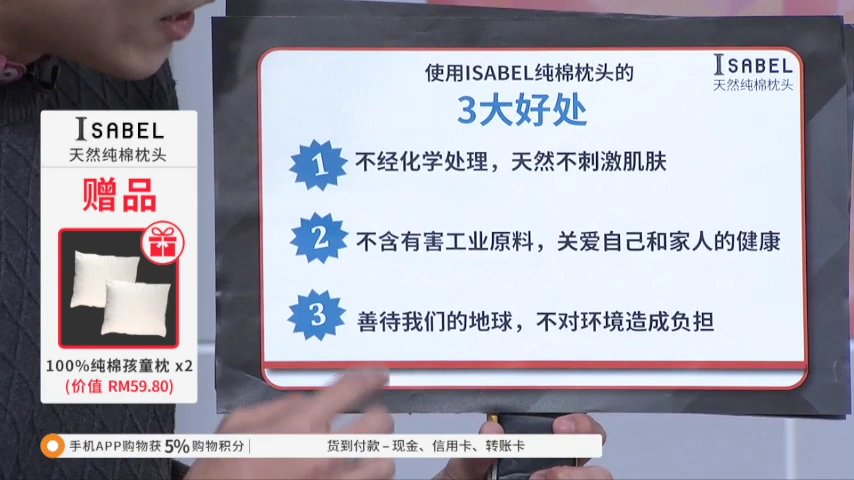 使用ISABEL纯棉枕头的
3大好处
ISABEL
天然纯棉枕头
1 不经化学处理，天然不刺激肌肤
2 不含有害工业原料，关爱自己和家人的健康
3 善待我们的地球，不对环境造成负担
ISABEL
天然纯棉枕头
赠品
100%纯棉孩童枕 x2
(价值 RM59.80)
手机APP购物获5%购物积分
货到付款 – 现金、信用卡、转账卡